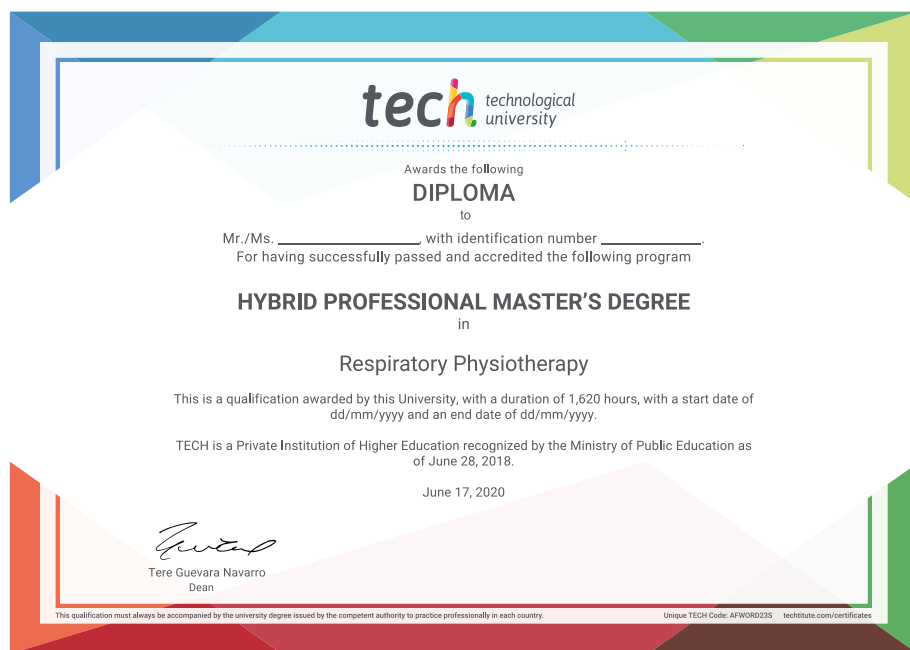 tech technological
university
Awards the following
DIPLOMA
to
Mr./Ms. ________________, with identification number ____________.
For having successfully passed and accredited the following program
HYBRID PROFESSIONAL MASTER'S DEGREE
in
Respiratory Physiotherapy
This is a qualification awarded by this University, with a duration of 1,620 hours, with a start date of
dd/mm/yyyy and an end date of dd/mm/yyyy.
TECH is a Private Institution of Higher Education recognized by the Ministry of Public Education as
of June 28, 2018.
June 17, 2020
Tere Guevara Navarro
Dean
This qualification must always be accompanied by the university degree issued by the competent authority to practice professionally in each country. Unique TECH Code: AFWORD23S techtitute.com/certificates